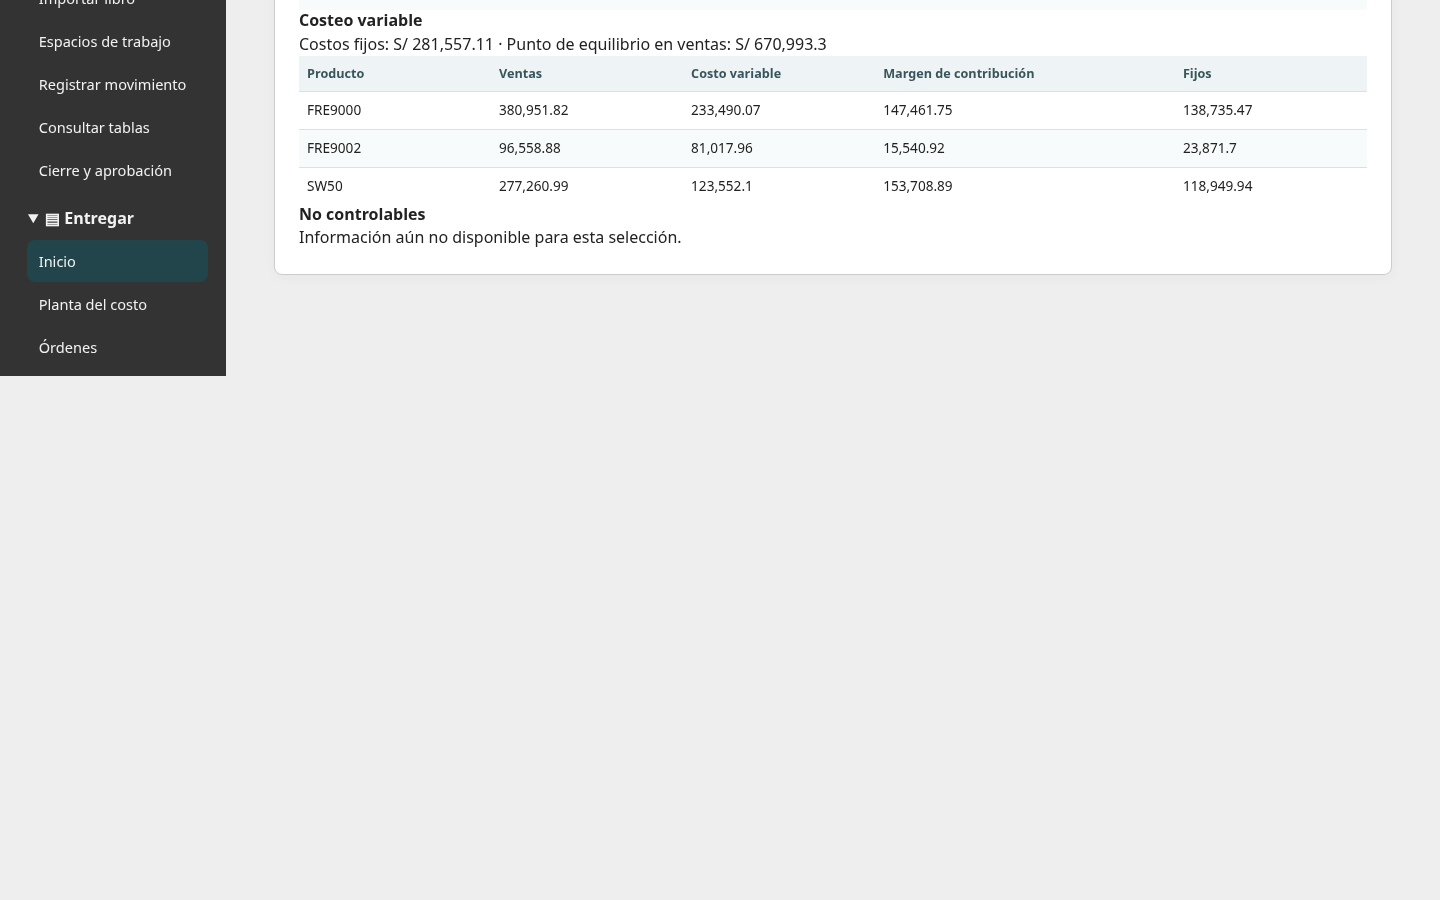 Importar libro
Espacios de trabajo
Registrar movimiento
Consultar tablas
Cierre y aprobación
▼ ▤ Entregar
Inicio
Planta del costo
Órdenes
Costeo variable
Costos fijos: S/ 281,557.11 · Punto de equilibrio en ventas: S/ 670,993.3
Producto Ventas Costo variable Margen de contribución Fijos
FRE9000 380,951.82 233,490.07 147,461.75 138,735.47
FRE9002 96,558.88 81,017.96 15,540.92 23,871.7
SW50 277,260.99 123,552.1 153,708.89 118,949.94
No controlables
Información aún no disponible para esta selección.